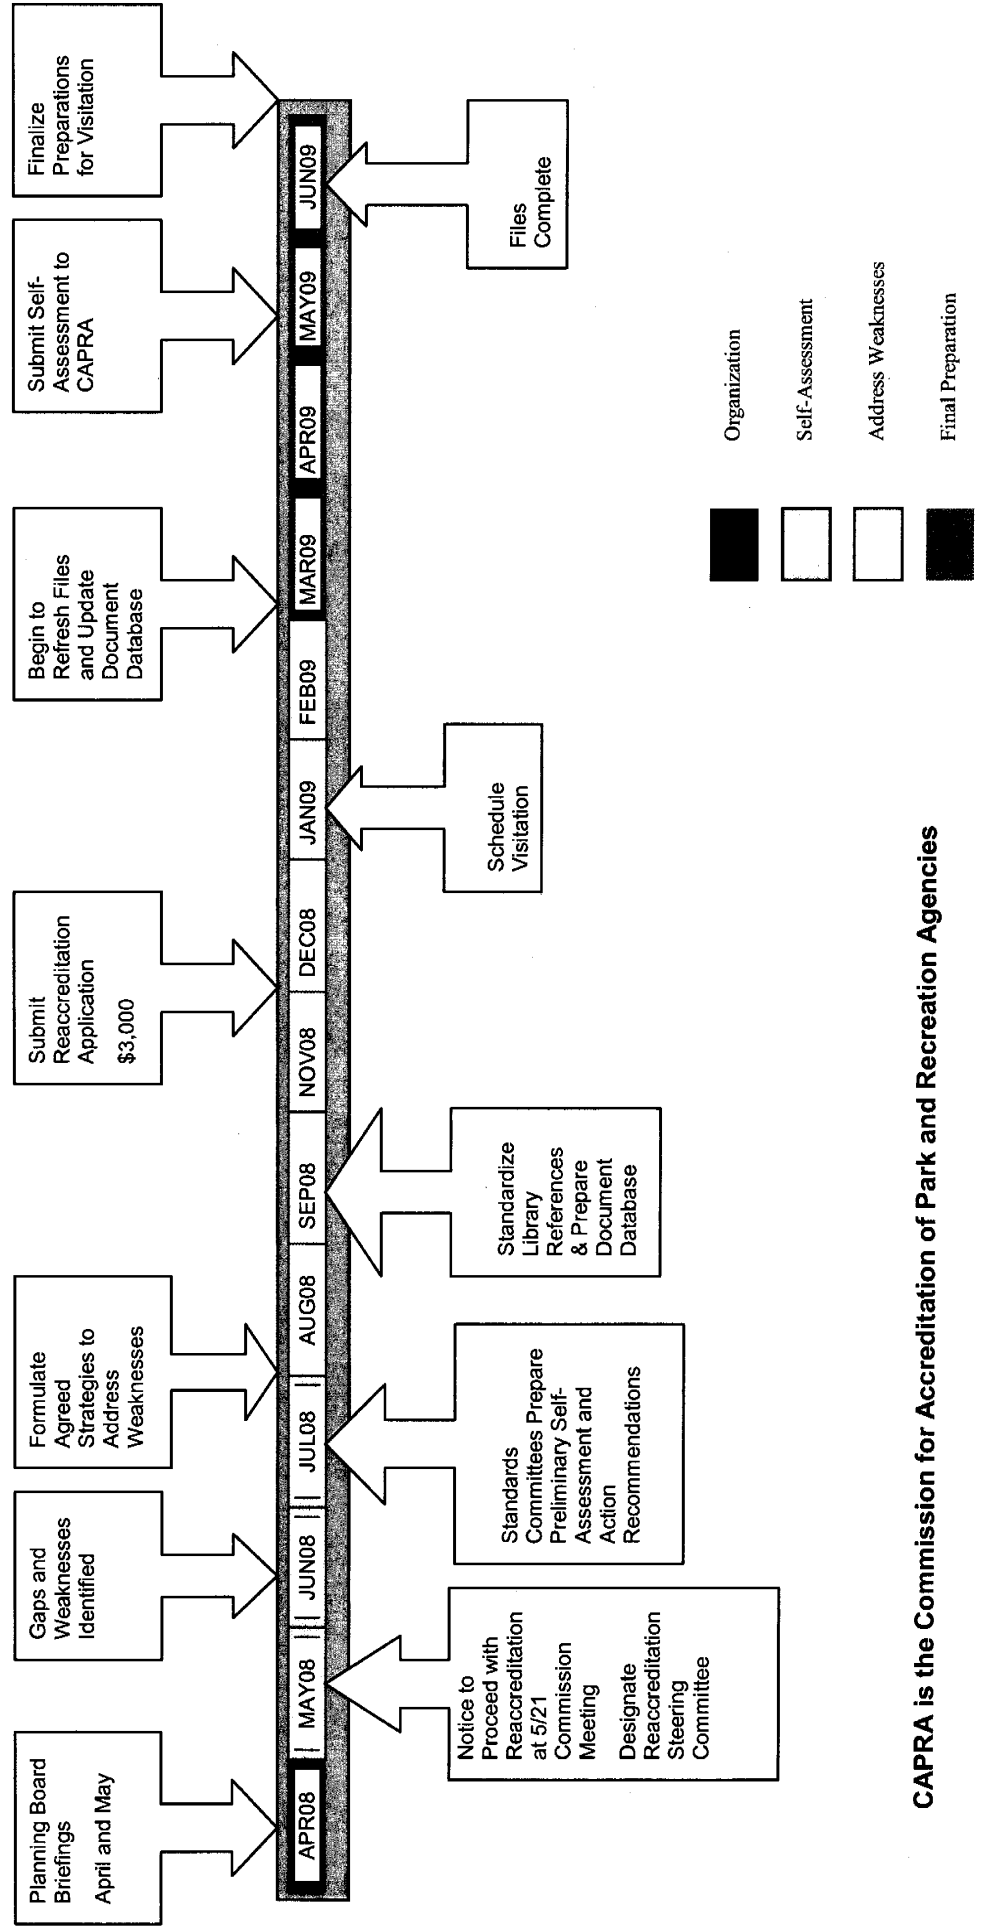 Planning Board
Briefings
April and May
Gaps and
Weaknesses
Identified
Formulate
Agreed
Strategies to
Address
Weaknesses
Submit
Reaccreditation
Application
$3,000
Begin to
Refresh Files
and Update
Document
Database
Submit Self-
Assessment to
CAPRA
Finalize
Preparations
for Visitation
APR08 MAY08 JUN08 JUL08 AUG08 SEP08 NOV08 DEC08 JAN09 FEB09 MAR09 APR09 MAY09 JUN09
Notice to
Proceed with
Reaccreditation
at 5/21
Commission
Meeting
Designate
Reaccreditation
Steering
Committee
Standards
Committees Prepare
Preliminary Self-
Assessment and
Action
Recommendations
Standardize
Library
References
& Prepare
Document
Database
Schedule
Visitation
Files
Complete
Organization
Self-Assessment
Address Weaknesses
Final Preparation
CAPRA is the Commission for Accreditation of Park and Recreation Agencies